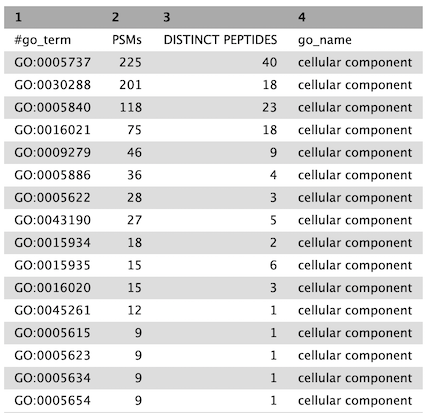 1 2 3 4
#go_term PSMs DISTINCT PEPTIDES go_name
GO:0005737 225 40 cellular component
GO:0030288 201 18 cellular component
GO:0005840 118 23 cellular component
GO:0016021 75 18 cellular component
GO:0009279 46 9 cellular component
GO:0005886 36 4 cellular component
GO:0005622 28 3 cellular component
GO:0043190 27 5 cellular component
GO:0015934 18 2 cellular component
GO:0015935 15 6 cellular component
GO:0016020 15 3 cellular component
GO:0045261 12 1 cellular component
GO:0005615 9 1 cellular component
GO:0005623 9 1 cellular component
GO:0005634 9 1 cellular component
GO:0005654 9 1 cellular component